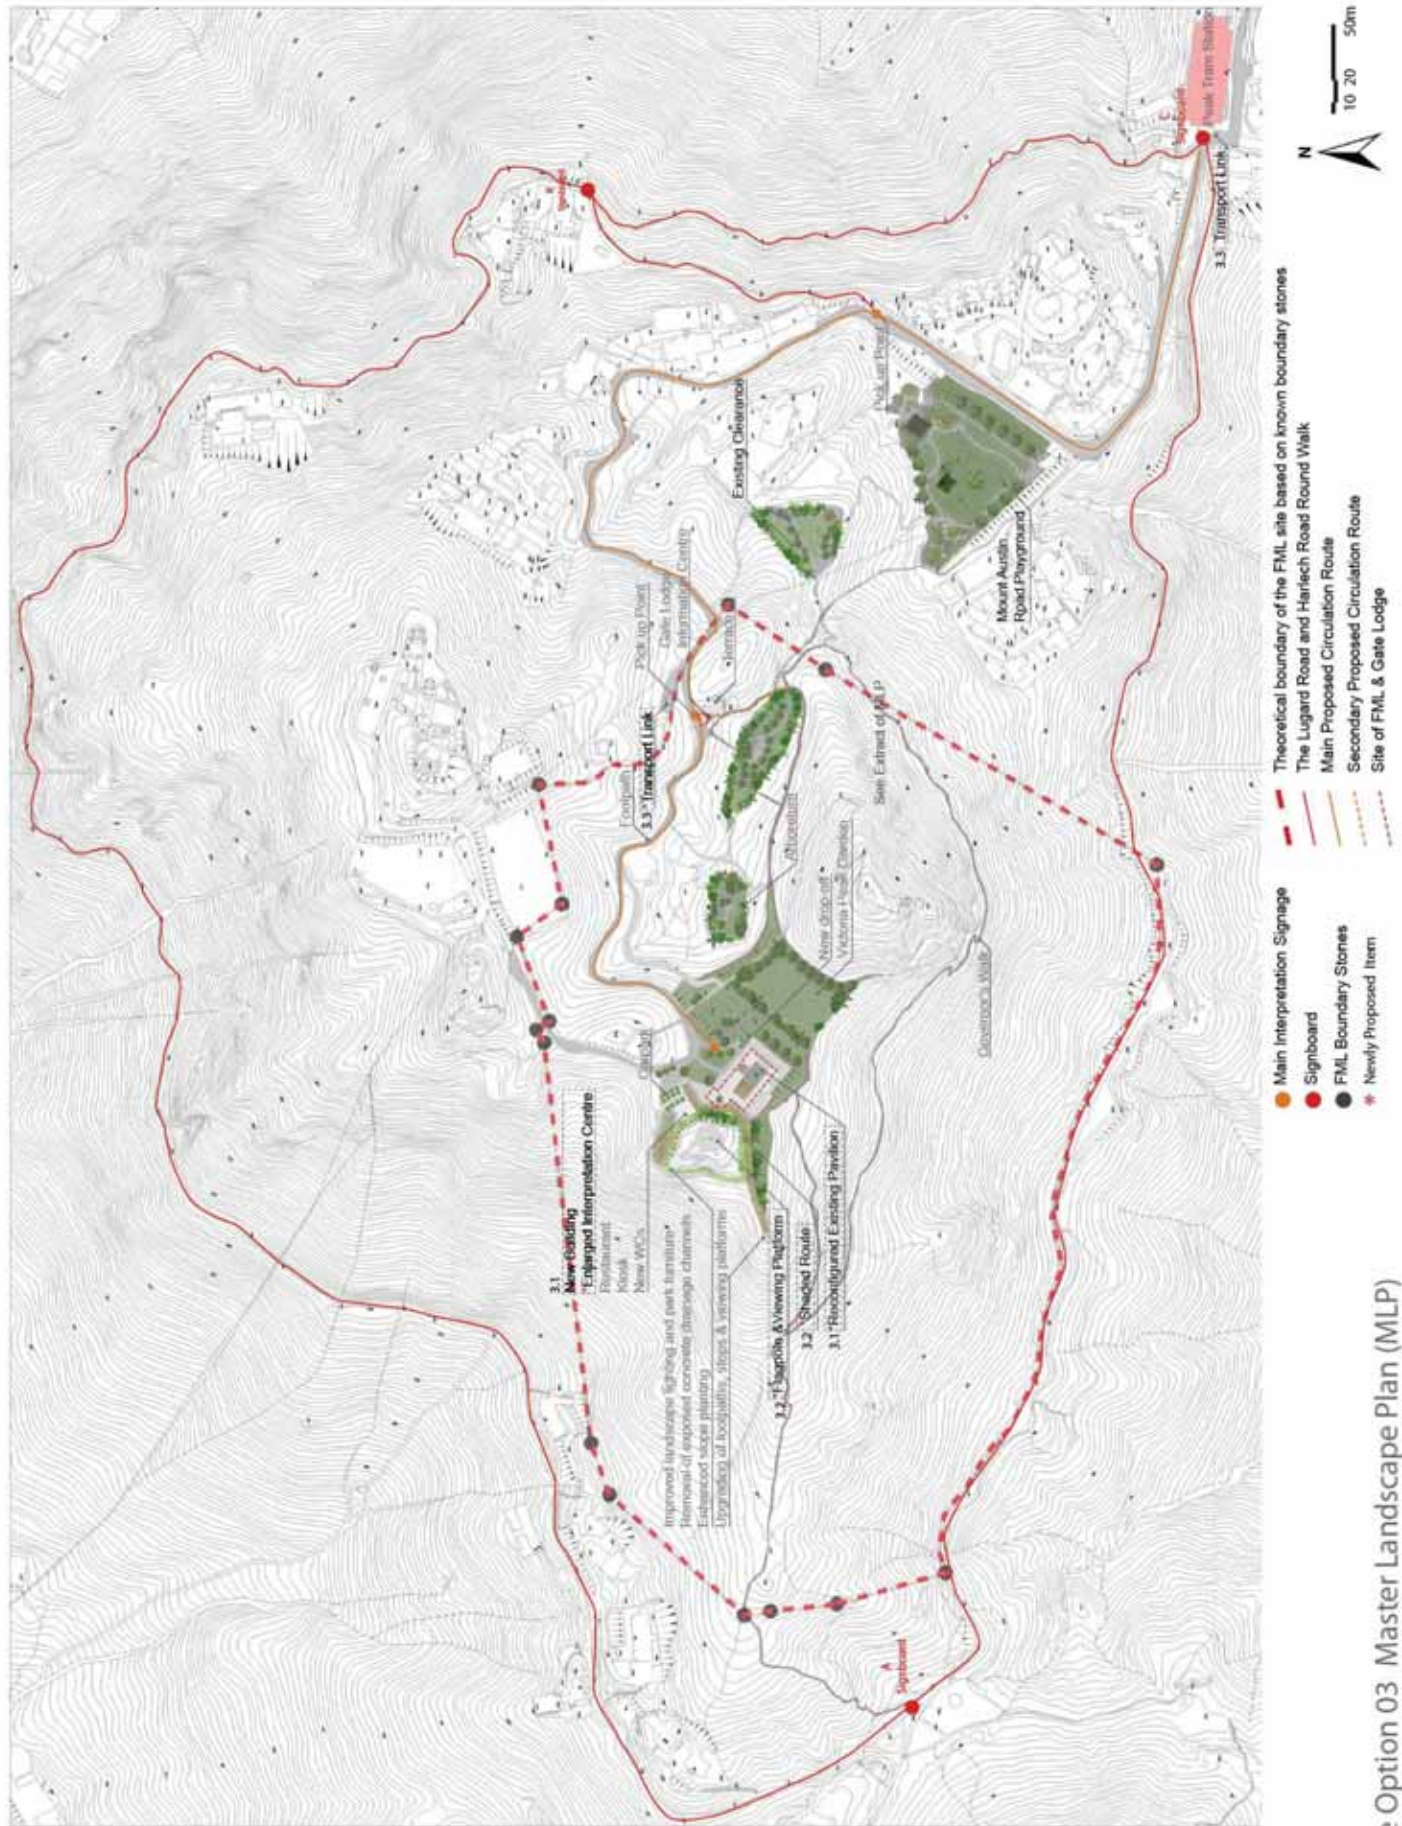 C
Signboard
Peak Tram Station
3.3 Transport Link
B
Signboard
Pick up Point
Existing Clearance
Mount Austin
Road Playground
Pick up Point
Gate Lodge
Information Centre
Terrace
Footpath
3.3 *Transport Link
Arboretum
See Extract of MLP
New drop off
Victoria Peak Garden
Governor's Walk
Garden
3.1
New Building
*Enlarged Interpretation Centre
Restaurant
Kiosk
New WCs
Improved landscape lighting and park furniture
Removal of exposed concrete drainage channels
Enhanced slope planting
Upgrading of footpaths, steps & viewing platforms
3.2 *Flagpole & Viewing Platform
3.2 *Shaded Route
3.1 *Reconfigured Existing Pavilion
A
Signboard
N
10 20 50m
Main Interpretation Signage
Signboard
FML Boundary Stones
Newly Proposed Item
Theoretical boundary of the FML site based on known boundary stones
The Lugard Road and Harlech Road Round Walk
Main Proposed Circulation Route
Secondary Proposed Circulation Route
Site of FML & Gate Lodge
Option 03 Master Landscape Plan (MLP)